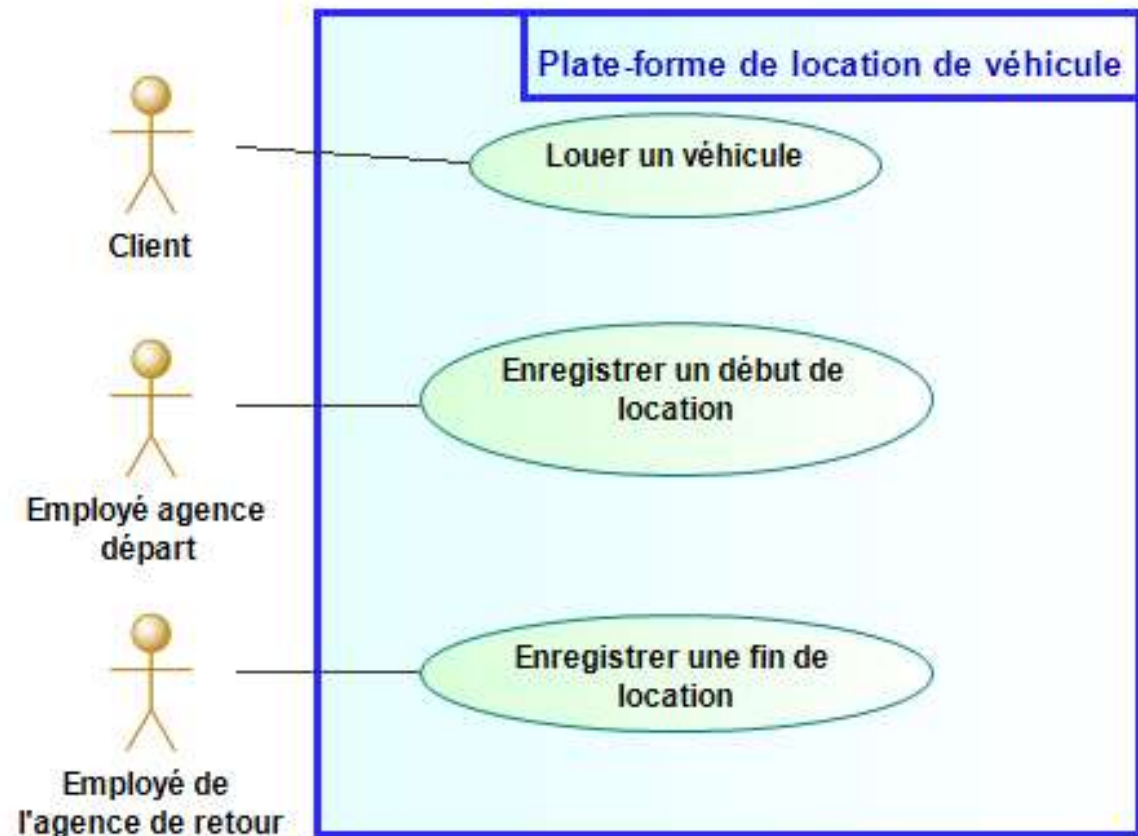 Plate-forme de location de véhicule
Louer un véhicule
Client
Enregistrer un début de
location
Employé agence
départ
Enregistrer une fin de
location
Employé de
l'agence de retour